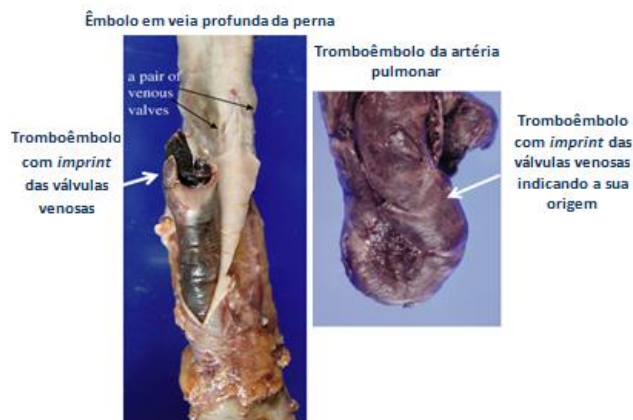 Êmbolo em veia profunda da perna
a pair of
venous
valves
Tromboêmbolo
com imprint
das válvulas
venosas
Tromboêmbolo da artéria
pulmonar
Tromboêmbolo
com imprint das
válvulas venosas
indicando a sua
origem